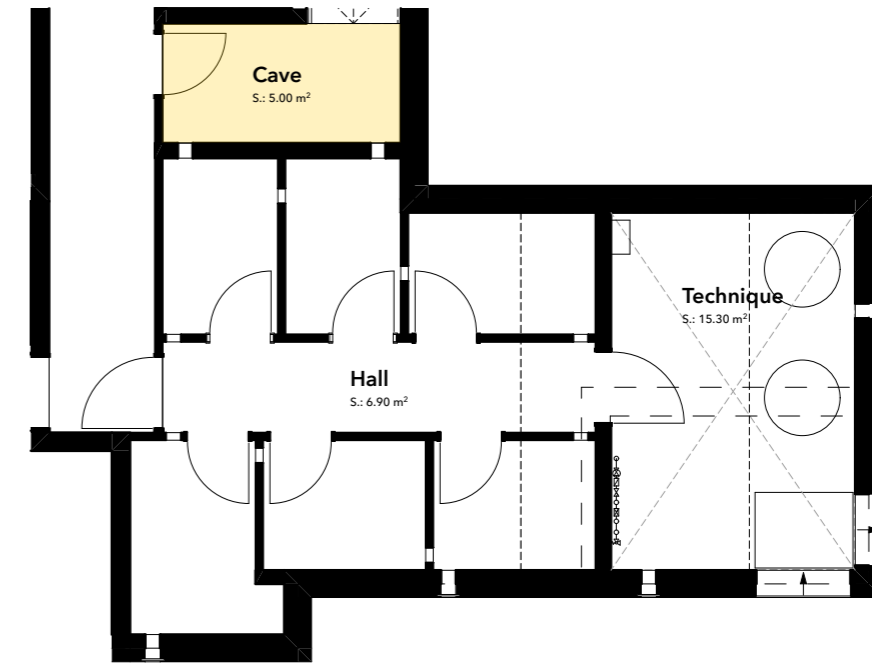 Cave
S.: 5.00 m²
Technique
S.: 15.30 m²
Hall
S.: 6.90 m²